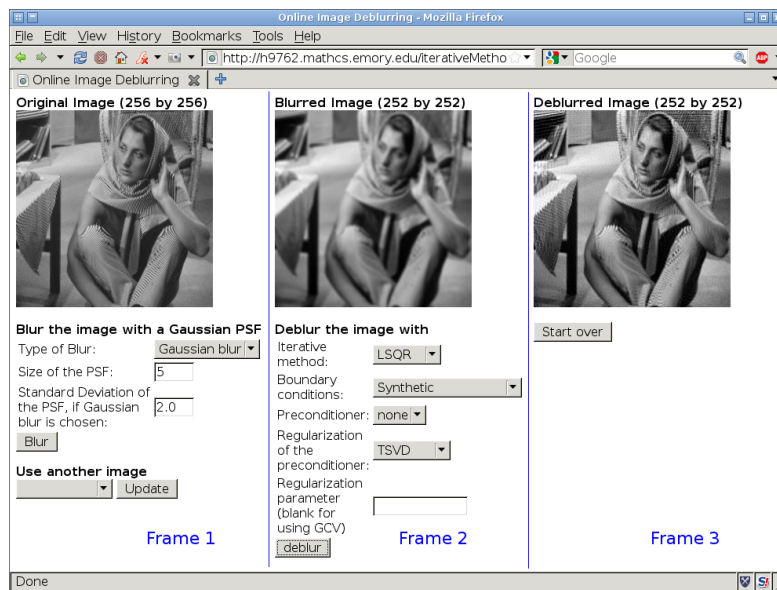 Online Image Deblurring - Mozilla Firefox
File Edit View History Bookmarks Tools Help
http://h9762.mathcs.emory.edu/iterativeMetho
Google
ABP
Online Image Deblurring
Original Image (256 by 256)
Blur the image with a Gaussian PSF
Type of Blur: Gaussian blur
Size of the PSF: 5
Standard Deviation of
the PSF, if Gaussian 2.0
blur is chosen:
Blur
Use another image
Update
Frame 1
Blurred Image (252 by 252)
Deblur the image with
Iterative
method: LSQR
Boundary
conditions: Synthetic
Preconditioner: none
Regularization
of the TSVD
preconditioner:
Regularization
parameter
(blank for
using GCV)
deblur
Frame 2
Deblurred Image (252 by 252)
Start over
Frame 3
Done